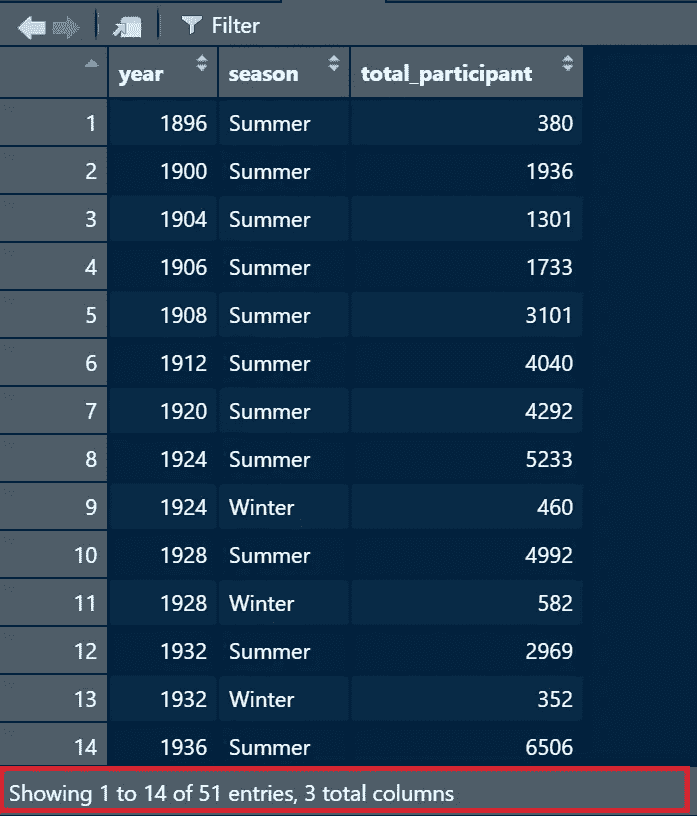 Filter
year season total_participant
1 1896 Summer 380
2 1900 Summer 1936
3 1904 Summer 1301
4 1906 Summer 1733
5 1908 Summer 3101
6 1912 Summer 4040
7 1920 Summer 4292
8 1924 Summer 5233
9 1924 Winter 460
10 1928 Summer 4992
11 1928 Winter 582
12 1932 Summer 2969
13 1932 Winter 352
14 1936 Summer 6506
Showing 1 to 14 of 51 entries, 3 total columns